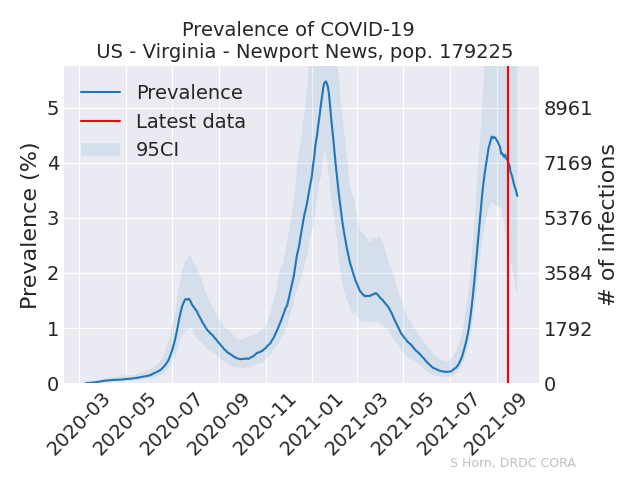 Prevalence of COVID-19
US - Virginia - Newport News, pop. 179225
Prevalence
Latest data
95CI
Prevalence (%)
5
4
3
2
1
0
8961
7169
5376
3584
1792
0
# of infections
2020-03
2020-05
2020-07
2020-09
2020-11
2021-01
2021-03
2021-05
2021-07
2021-09
S Horn, DRDC CORA